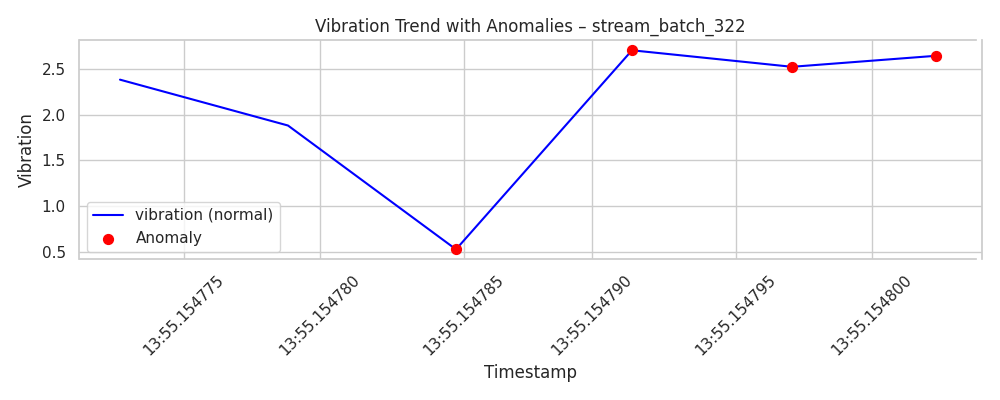 Vibration Trend with Anomalies – stream_batch_322
Vibration
2.5
2.0
1.5
1.0
0.5
vibration (normal)
Anomaly
13:55.154775
13:55.154780
13:55.154785
13:55.154790
13:55.154795
13:55.154800
Timestamp